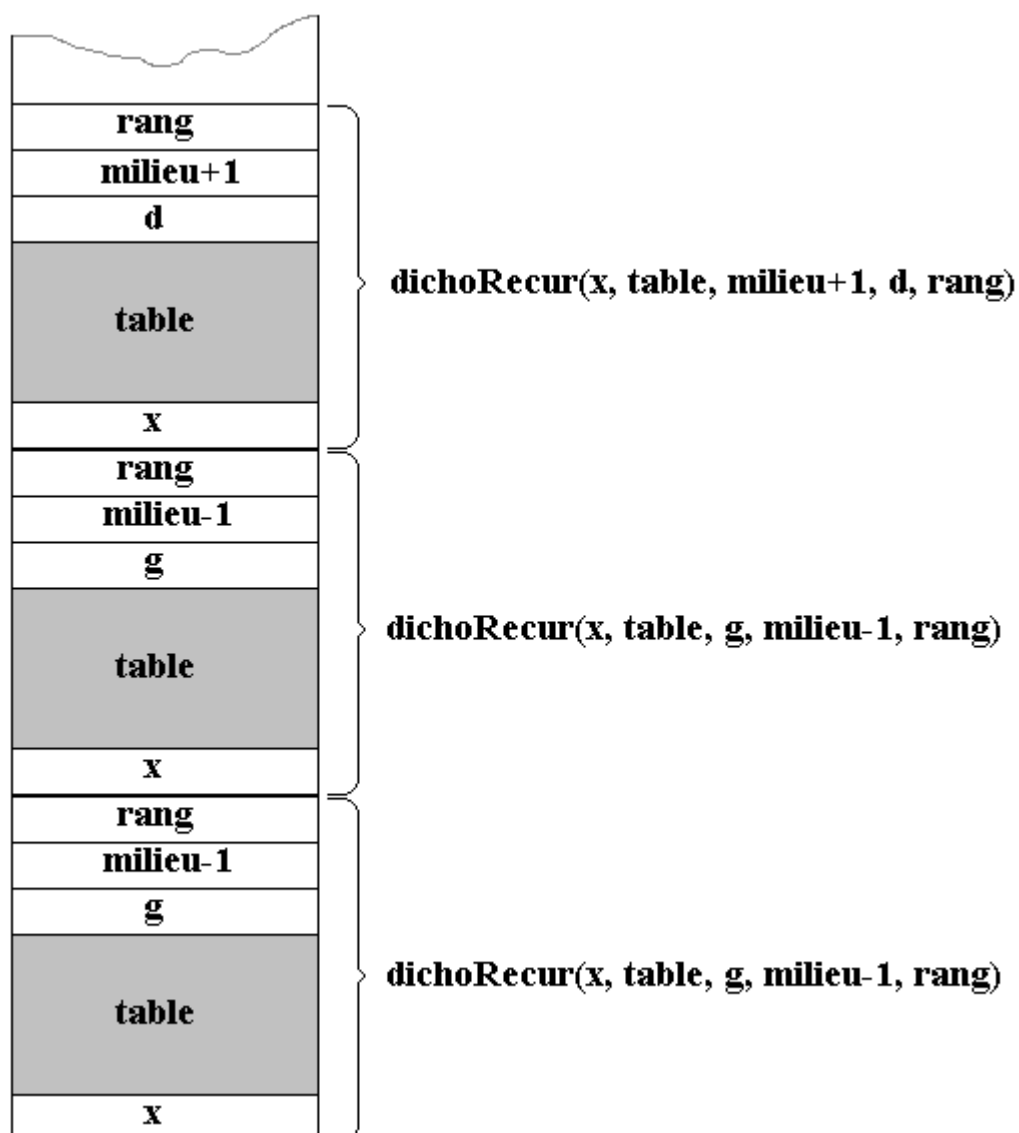 rang
milieu+1
d
table
x
dichoRecur(x, table, milieu+1, d, rang)
rang
milieu-1
g
table
x
dichoRecur(x, table, g, milieu-1, rang)
rang
milieu-1
g
table
x
dichoRecur(x, table, g, milieu-1, rang)